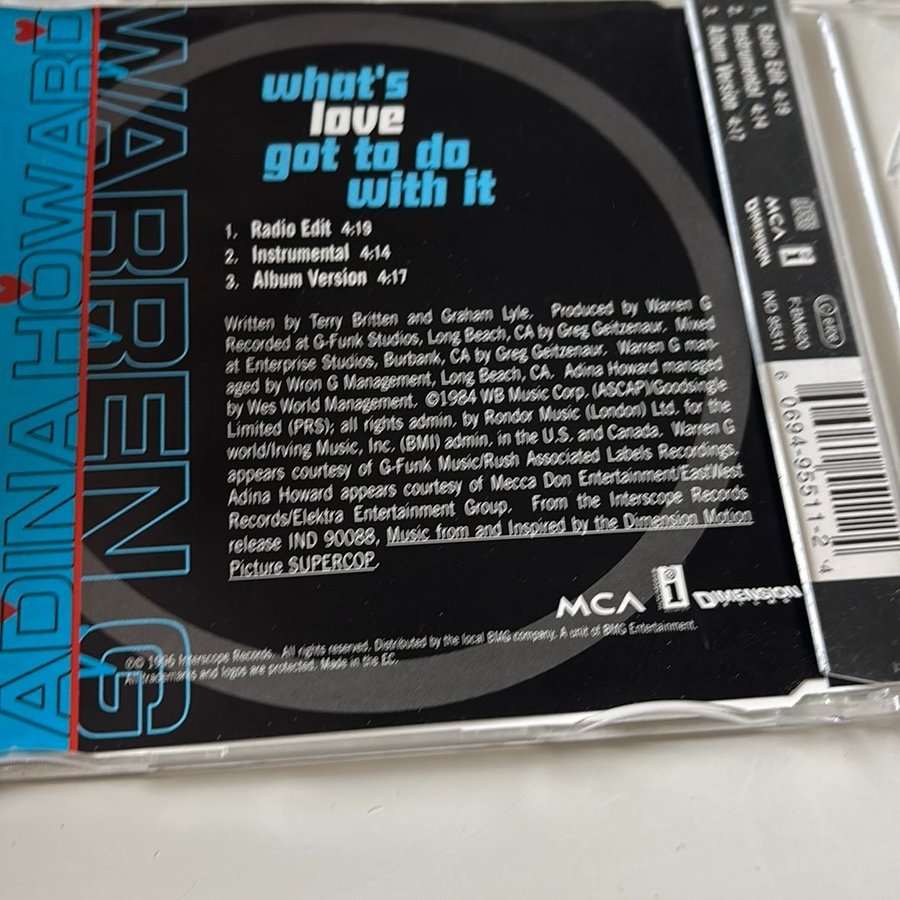 ADINA HOWARD
WARREN G
what's
love
got to do
with it
1. Radio Edit 4:19
2. Instrumental 4:14
3. Album Version 4:17
Written by Terry Britten and Graham Lyle. Produced by Warren G
Recorded at G-Funk Studios, Long Beach, CA by Greg Geitzenaur. Mixed
at Enterprise Studios, Burbank, CA by Greg Geitzenaur. Warren G man-
aged by Wron G Management, Long Beach, CA. Adina Howard managed
by Wes World Management. ©1984 WB Music Corp. (ASCAP)/Goodsingle
Limited (PRS); all rights admin. by Rondor Music (London) Ltd. for the
world/Irving Music, Inc. (BMI) admin. in the U.S. and Canada. Warren G
appears courtesy of G-Funk Music/Rush Associated Labels Recordings.
Adina Howard appears courtesy of Mecca Don Entertainment/EastWest
Records/Elektra Entertainment Group. From the Interscope Records
release IND 90088, Music from and Inspired by the Dimension Motion
Picture SUPERCOP.
MCA i DIMENSION
℗© 1996 Interscope Records. All rights reserved. Distributed by the local BMG company. A unit of BMG Entertainment.
All trademarks and logos are protected. Made in the EC.
1. Radio Edit 4:19
2. Instrumental 4:14
3. Album Version 4:17
MCA i
DIMENSION
IND 95511
6 0694-95511-2 4